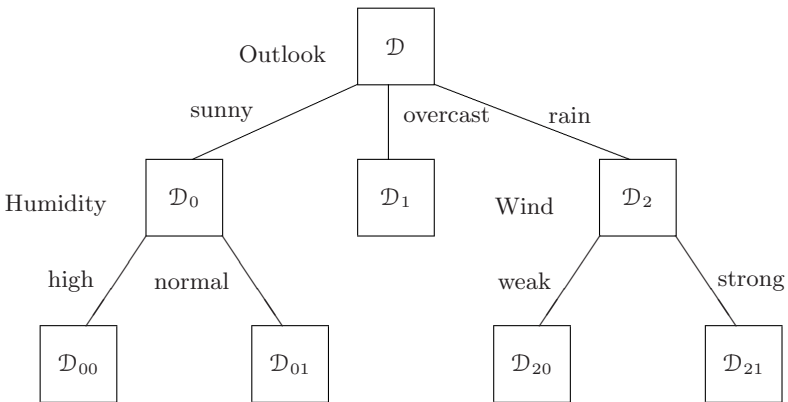 𝒟
Outlook
sunny
overcast
rain
Humidity
𝒟₀
𝒟₁
Wind
𝒟₂
high
normal
weak
strong
𝒟₀₀
𝒟₀₁
𝒟₂₀
𝒟₂₁